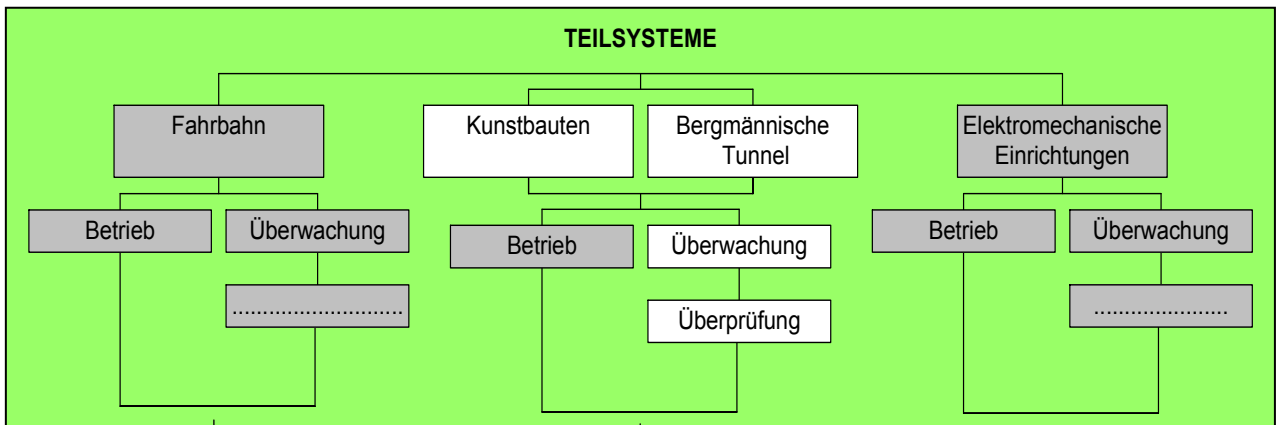 TEILSYSTEME
Fahrbahn
Kunstbauten
Bergmännische
Tunnel
Elektromechanische
Einrichtungen
Betrieb
Überwachung
Betrieb
Überwachung
Betrieb
Überwachung
............................
Überprüfung
......................